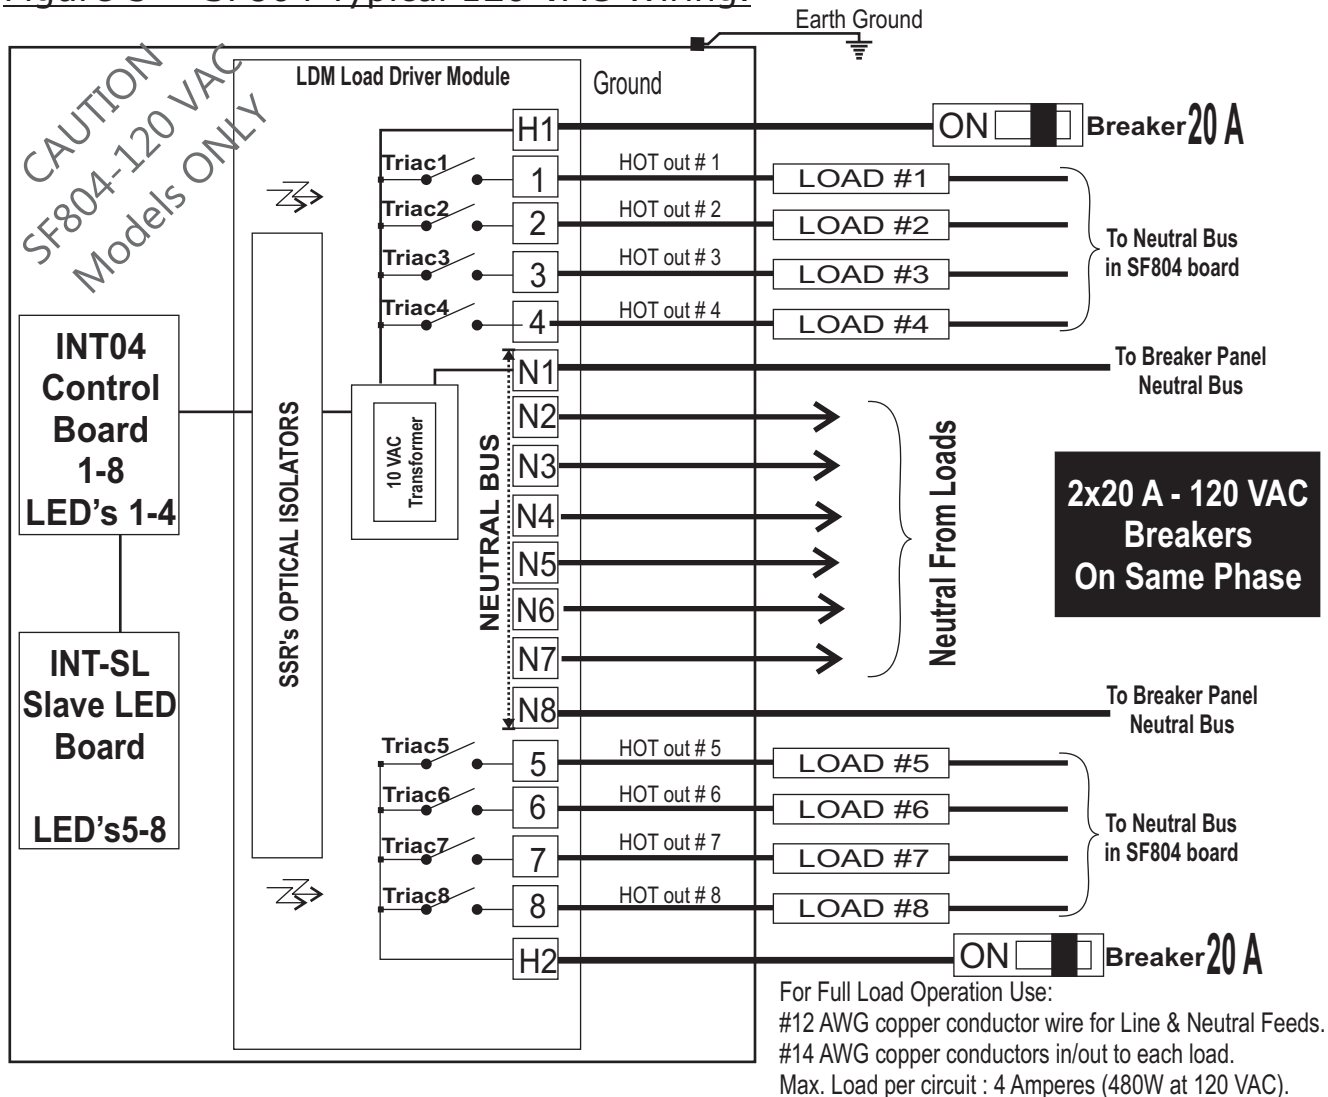 Earth Ground
CAUTION
SF804-120 VAC
Models ONLY
LDM Load Driver Module
Ground
H1
ON
Breaker 20 A
Triac1
1
HOT out # 1
LOAD #1
Triac2
2
HOT out # 2
LOAD #2
Triac3
3
HOT out # 3
LOAD #3
Triac4
4
HOT out # 4
LOAD #4
To Neutral Bus
in SF804 board
INT04
Control
Board
1-8
LED's 1-4
INT-SL
Slave LED
Board
LED's5-8
SSR's OPTICAL ISOLATORS
10 VAC
Transformer
NEUTRAL BUS
N1
To Breaker Panel
Neutral Bus
N2
N3
N4
N5
N6
N7
N8
Neutral From Loads
2x20 A - 120 VAC
Breakers
On Same Phase
To Breaker Panel
Neutral Bus
Triac5
5
HOT out # 5
LOAD #5
Triac6
6
HOT out # 6
LOAD #6
Triac7
7
HOT out # 7
LOAD #7
Triac8
8
HOT out # 8
LOAD #8
To Neutral Bus
in SF804 board
H2
ON
Breaker 20 A
For Full Load Operation Use:
#12 AWG copper conductor wire for Line & Neutral Feeds.
#14 AWG copper conductors in/out to each load.
Max. Load per circuit : 4 Amperes (480W at 120 VAC).